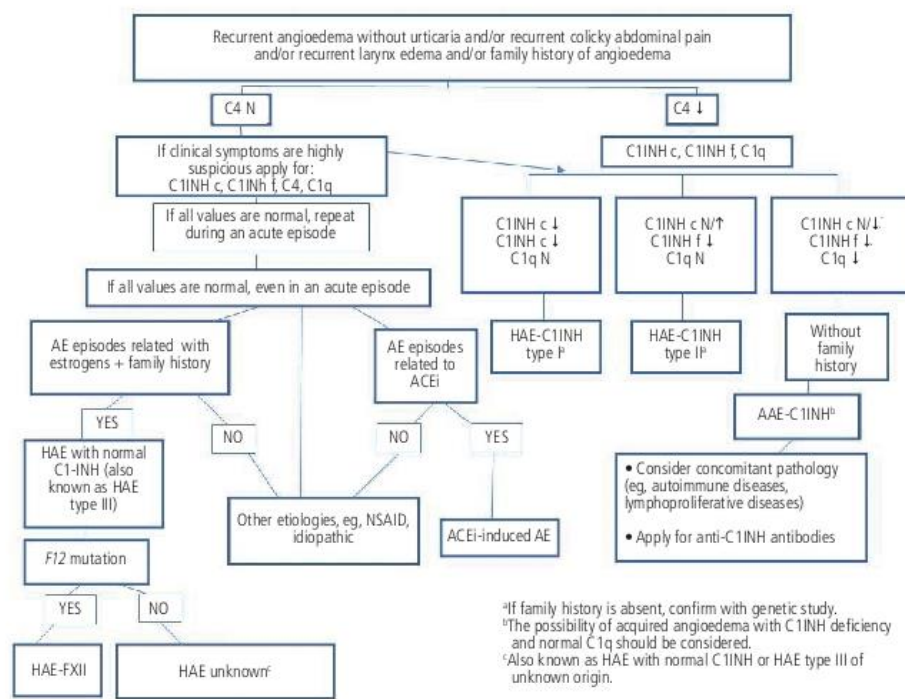 Recurrent angioedema without urticaria and/or recurrent colicky abdominal pain
and/or recurrent larynx edema and/or family history of angioedema
C4 N
C4 ↓
If clinical symptoms are highly
suspicious apply for:
C1INH c, C1INh f, C4, C1q
C1INH c, C1INH f, C1q
If all values are normal, repeat
during an acute episode
If all values are normal, even in an acute episode
C1INH c ↓
C1INH c ↓
C1q N
C1INH c N/↑
C1INH f ↓
C1q N
C1INH c N/↓
C1INH f ↓
C1q ↓
AE episodes related with
estrogens + family history
AE episodes
related to
ACEi
HAE-C1INH
type Iª
HAE-C1INH
type IIª
Without
family
history
YES
NO
NO
YES
AAE-C1INHᵇ
HAE with normal
C1-INH (also
known as HAE
type III)
Other etiologies, eg, NSAID,
idiopathic
ACEi-induced AE
• Consider concomitant pathology
(eg, autoimmune diseases,
lymphoproliferative diseases)
• Apply for anti-C1INH antibodies
F12 mutation
YES
NO
HAE-FXII
HAE unknownᶜ
ªIf family history is absent, confirm with genetic study.
ᵇThe possibility of acquired angioedema with C1INH deficiency
and normal C1q should be considered.
ᶜAlso known as HAE with normal C1INH or HAE type III of
unknown origin.